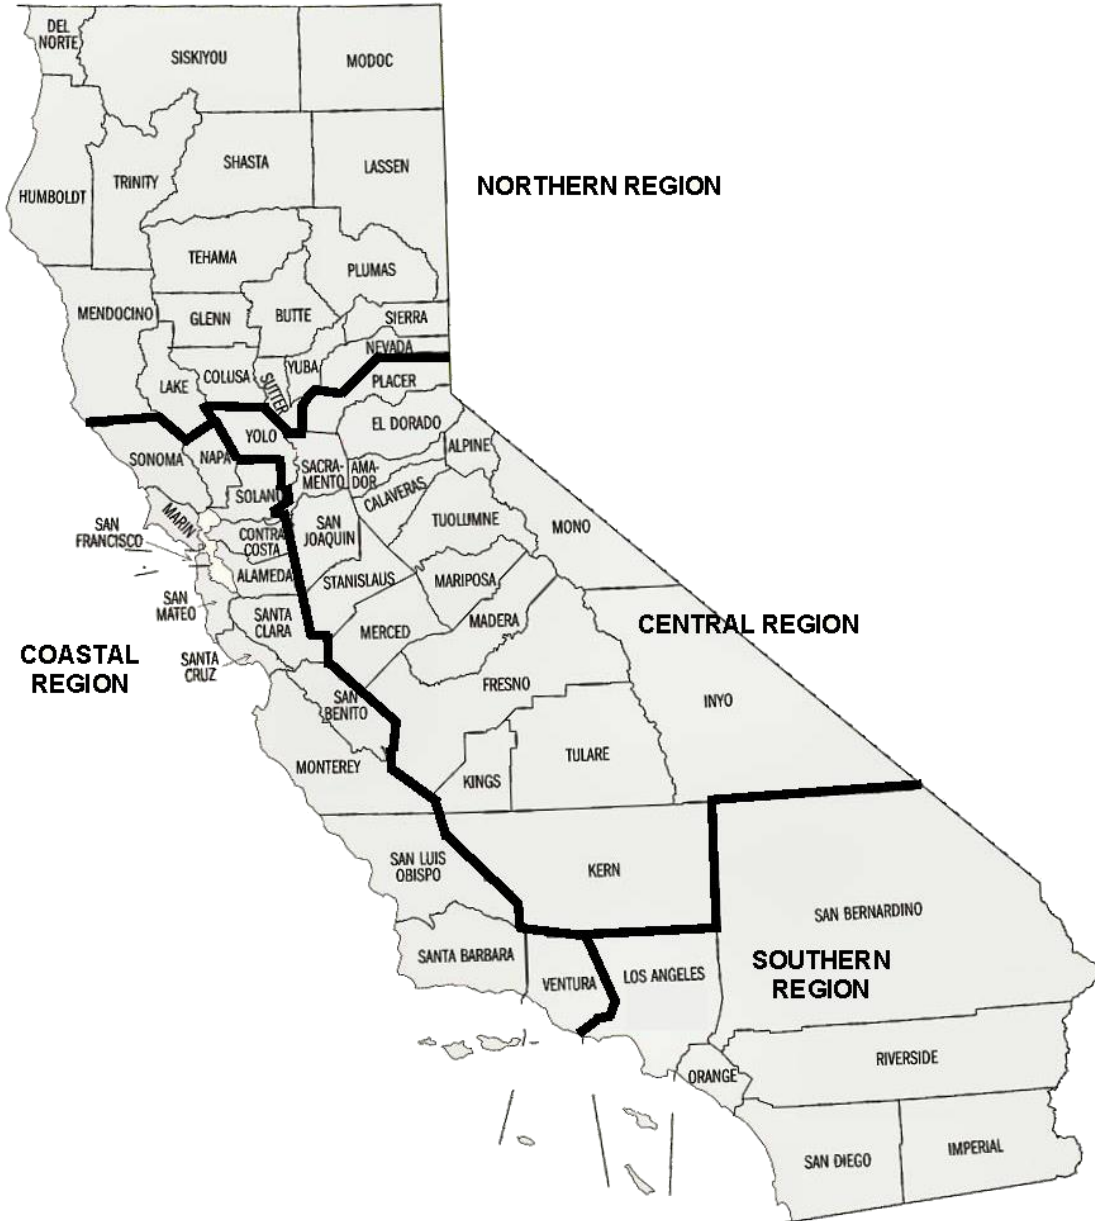 DEL
NORTE
SISKIYOU
MODOC
HUMBOLDT
TRINITY
SHASTA
LASSEN
NORTHERN REGION
TEHAMA
PLUMAS
MENDOCINO
GLENN
BUTTE
SIERRA
NEVADA
LAKE
COLUSA
SUTTER
YUBA
PLACER
SONOMA
NAPA
YOLO
EL DORADO
ALPINE
SACRA-
MENTO
AMA-
DOR
SOLANO
CALAVERAS
MARIN
SAN
FRANCISCO
CONTRA
COSTA
SAN
JOAQUIN
TUOLUMNE
MONO
ALAMEDA
STANISLAUS
MARIPOSA
SAN
MATEO
SANTA
CLARA
MERCED
MADERA
CENTRAL REGION
COASTAL
REGION
SANTA
CRUZ
SAN
BENITO
FRESNO
INYO
MONTEREY
KINGS
TULARE
SAN LUIS
OBISPO
KERN
SAN BERNARDINO
SANTA BARBARA
VENTURA
LOS ANGELES
SOUTHERN
REGION
ORANGE
RIVERSIDE
SAN DIEGO
IMPERIAL